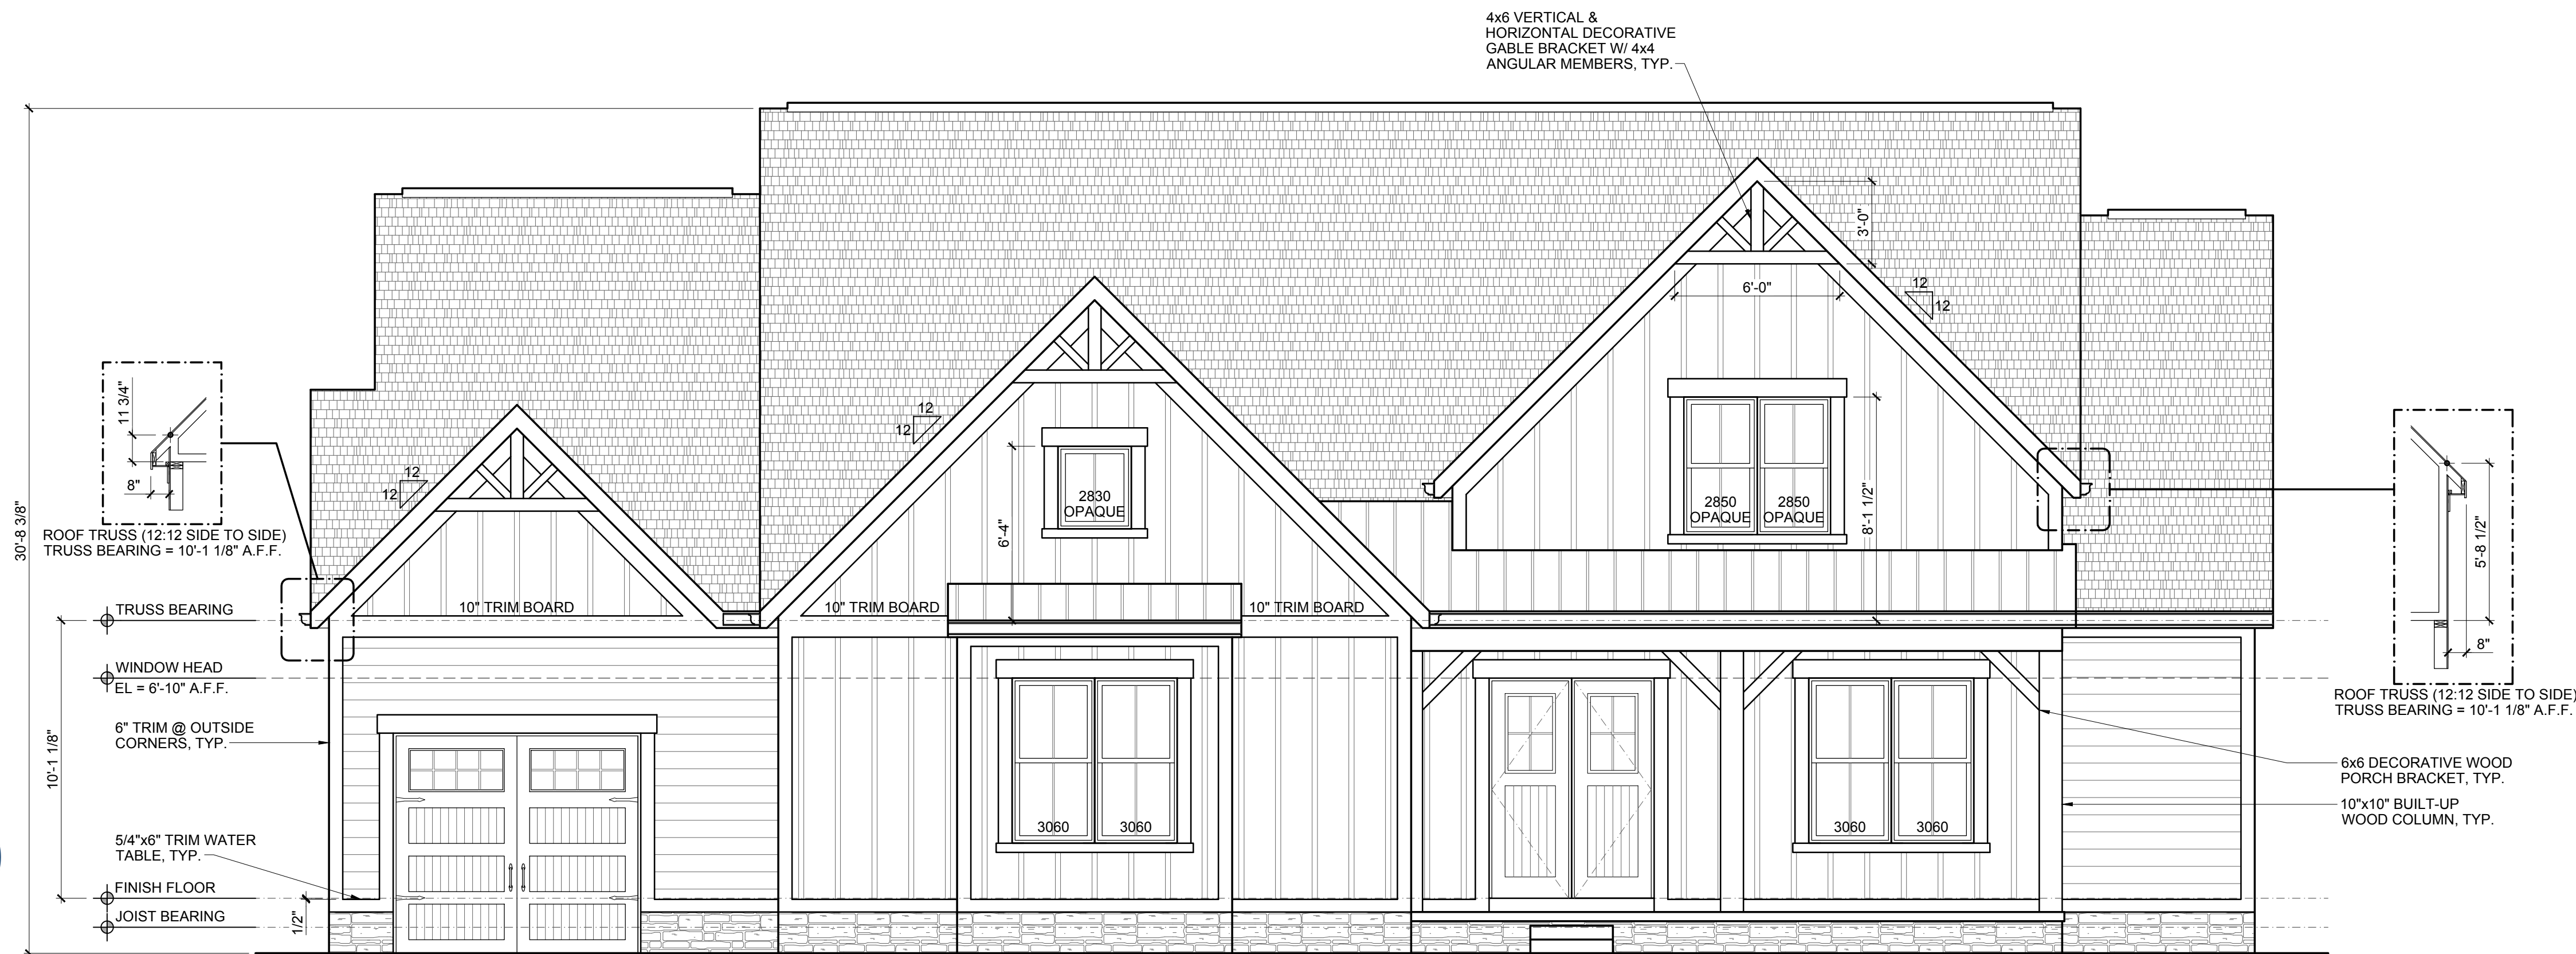 4x6 VERTICAL &
HORIZONTAL DECORATIVE
GABLE BRACKET W/ 4x4
ANGULAR MEMBERS, TYP.
3'-0"
6'-0"
12
12
12
12
12
12
11 3/4"
8"
ROOF TRUSS (12:12 SIDE TO SIDE)
TRUSS BEARING = 10'-1 1/8" A.F.F.
30'-8 3/8"
2830
OPAQUE
6'-4"
2850
OPAQUE
2850
OPAQUE
8'-1 1/2"
5'-8 1/2"
8"
ROOF TRUSS (12:12 SIDE TO SIDE)
TRUSS BEARING = 10'-1 1/8" A.F.F.
10" TRIM BOARD
10" TRIM BOARD
10" TRIM BOARD
TRUSS BEARING
WINDOW HEAD
EL = 6'-10" A.F.F.
6" TRIM @ OUTSIDE
CORNERS, TYP.
10'-1 1/8"
5/4"x6" TRIM WATER
TABLE, TYP.
FINISH FLOOR
JOIST BEARING
1/2"
3060
3060
3060
3060
6x6 DECORATIVE WOOD
PORCH BRACKET, TYP.
10"x10" BUILT-UP
WOOD COLUMN, TYP.